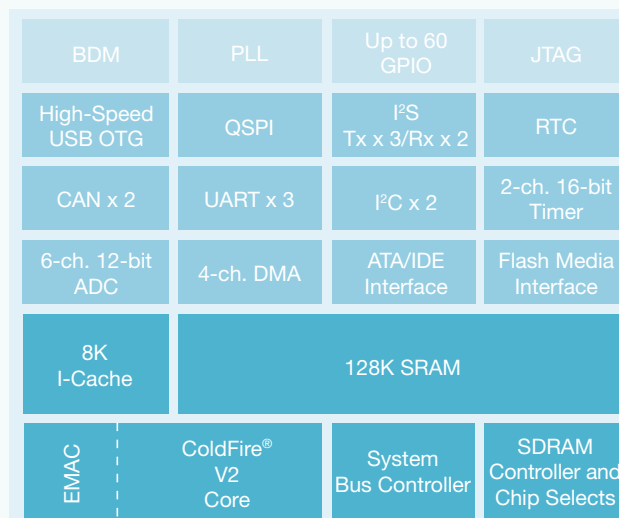 BDM
PLL
Up to 60
GPIO
JTAG
High-Speed
USB OTG
QSPI
I²S
Tx x 3/Rx x 2
RTC
CAN x 2
UART x 3
I²C x 2
2-ch. 16-bit
Timer
6-ch. 12-bit
ADC
4-ch. DMA
ATA/IDE
Interface
Flash Media
Interface
8K
I-Cache
128K SRAM
EMAC
ColdFire®
V2
Core
System
Bus Controller
SDRAM
Controller and
Chip Selects